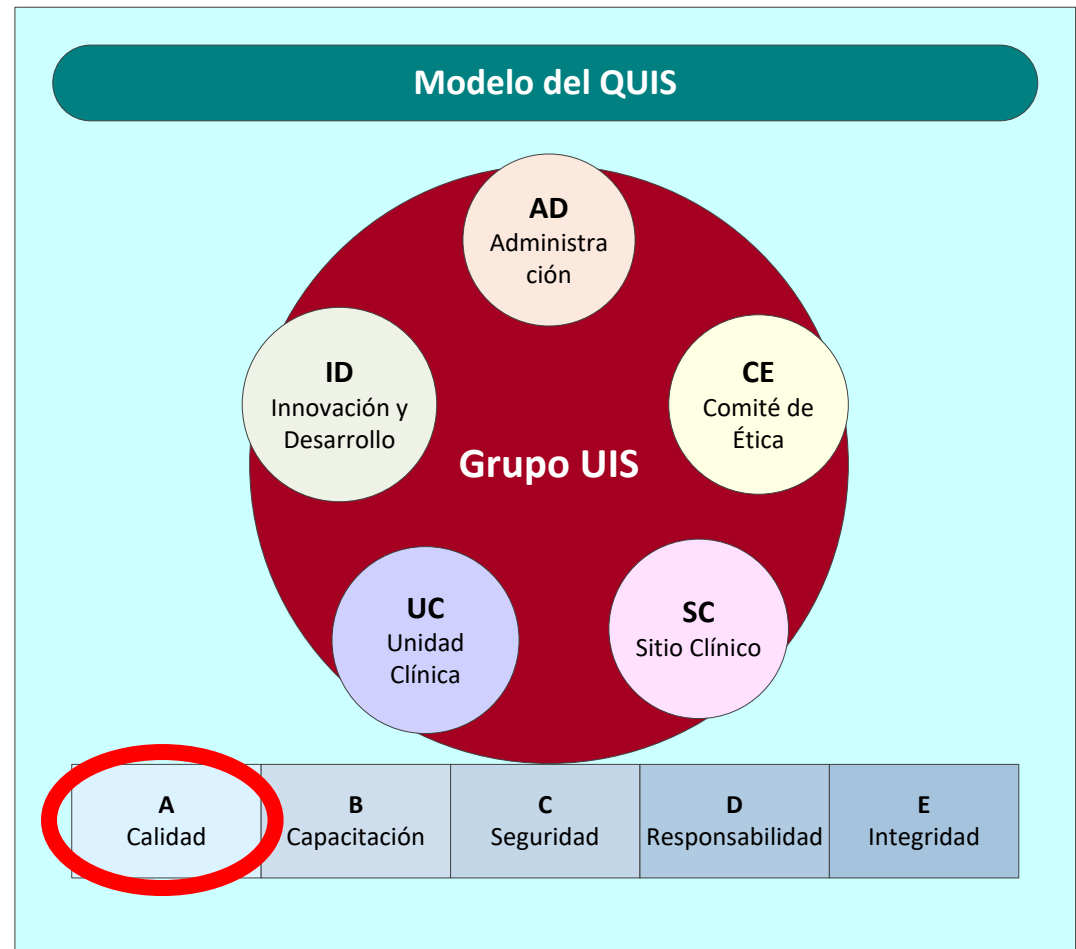 Modelo del QUIS
AD
Administra
ción
ID
Innovación y
Desarrollo
CE
Comité de
Ética
Grupo UIS
UC
Unidad
Clínica
SC
Sitio Clínico
A
Calidad
B
Capacitación
C
Seguridad
D
Responsabilidad
E
Integridad